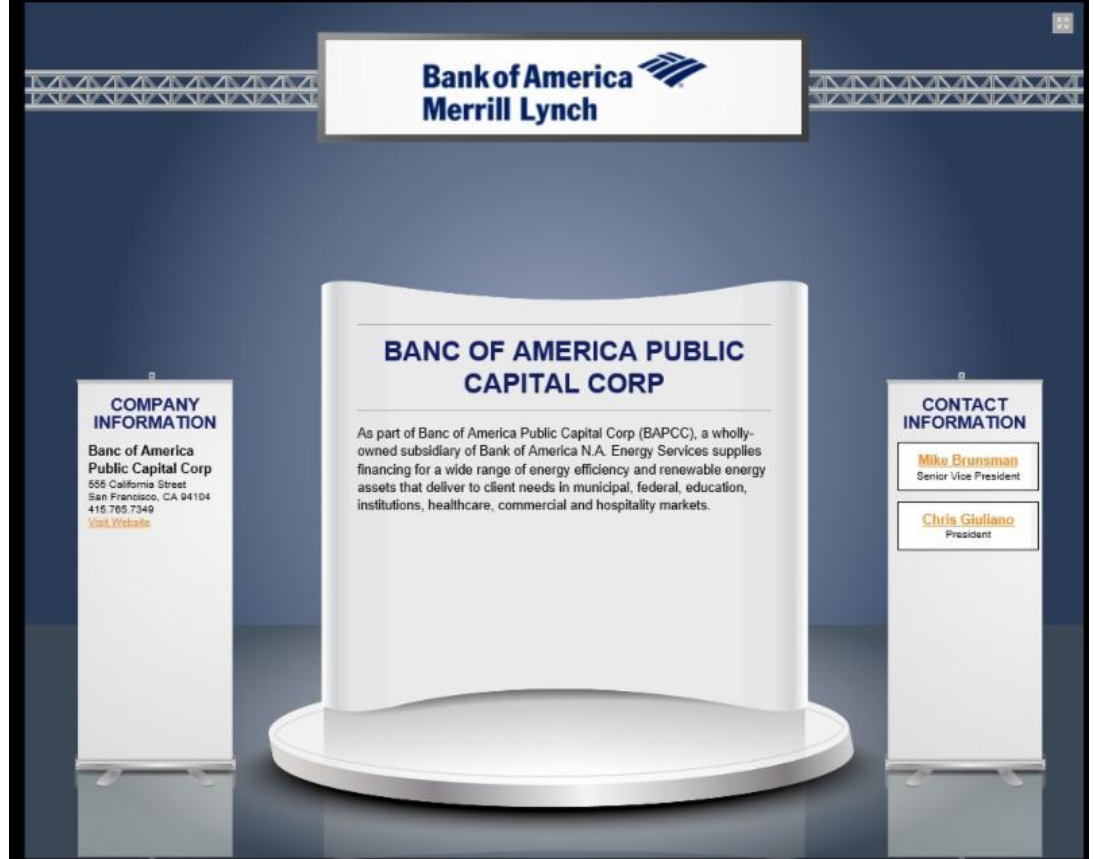 Bank of America
Merrill Lynch
BANC OF AMERICA PUBLIC
CAPITAL CORP
As part of Banc of America Public Capital Corp (BAPCC), a wholly-
owned subsidiary of Bank of America N.A. Energy Services supplies
financing for a wide range of energy efficiency and renewable energy
assets that deliver to client needs in municipal, federal, education,
institutions, healthcare, commercial and hospitality markets.
COMPANY
INFORMATION
Banc of America
Public Capital Corp
555 California Street
San Francisco, CA 94104
415.765.7349
Visit Website
CONTACT
INFORMATION
Mike Brunsman
Senior Vice President
Chris Giuliano
President